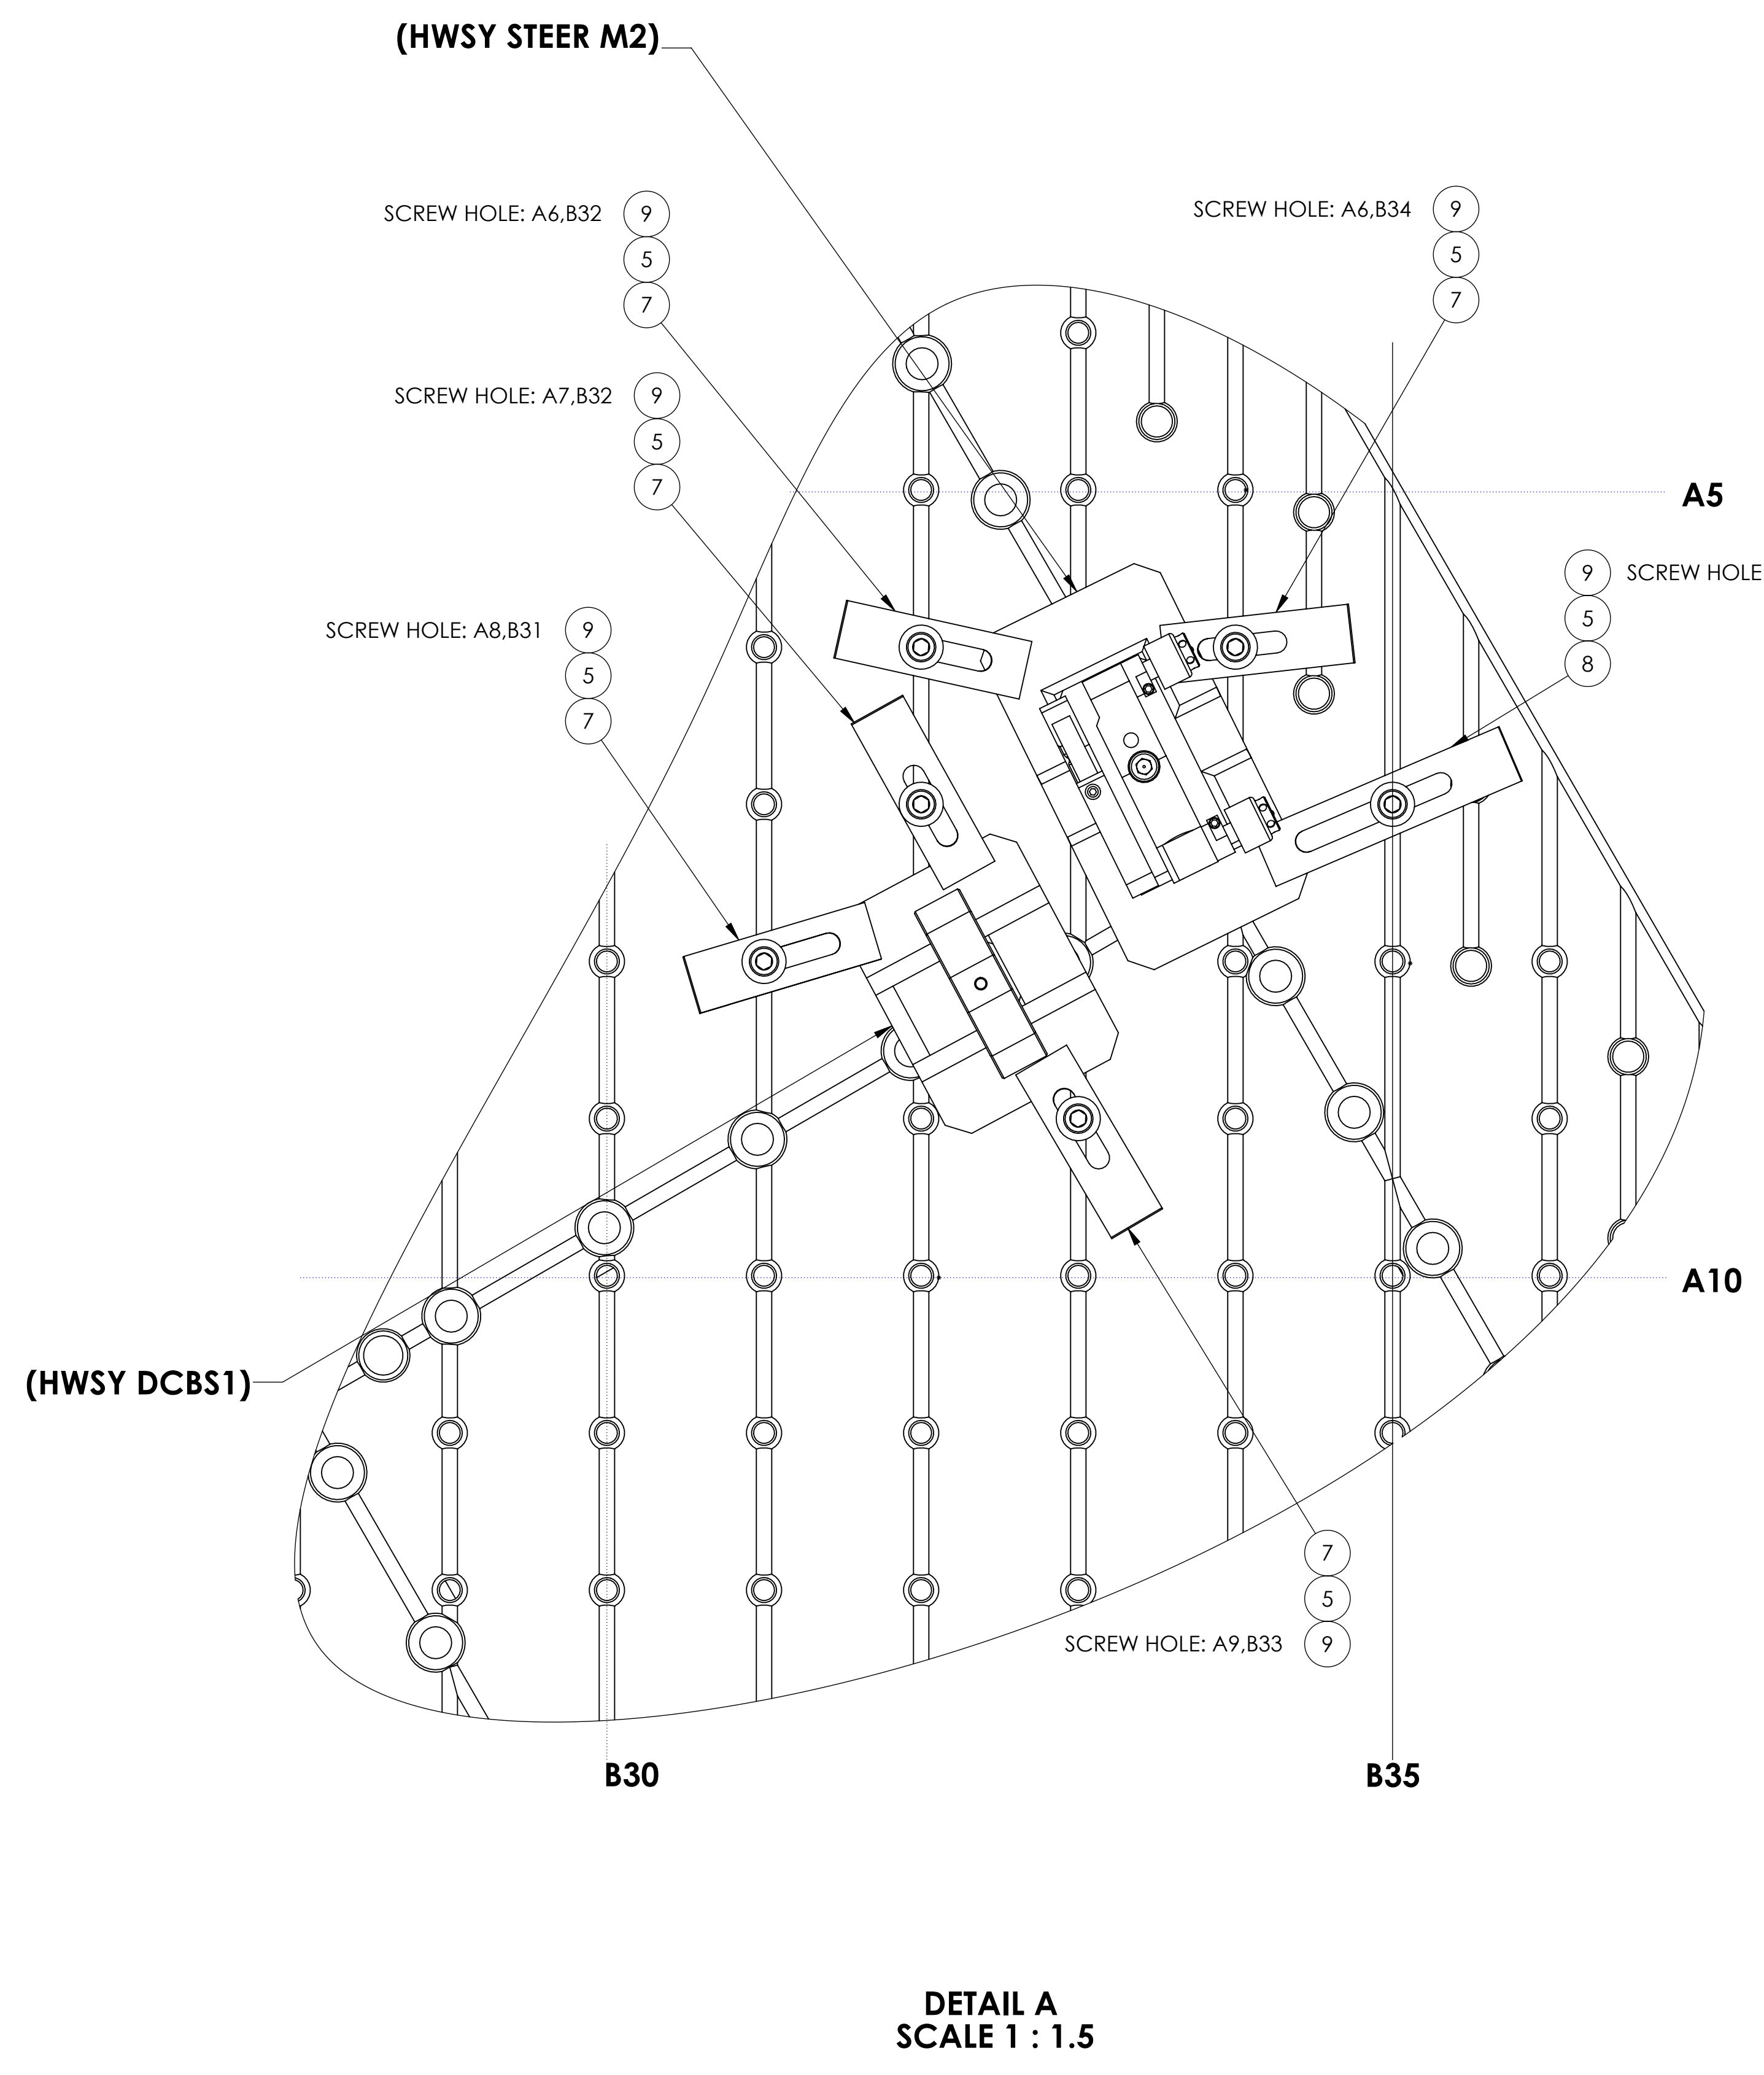 (HWSY STEER M2)
SCREW HOLE: A6,B32 9
5
7
SCREW HOLE: A6,B34 9
5
7
SCREW HOLE: A7,B32 9
5
7
A5
9 SCREW HOLE
5
8
SCREW HOLE: A8,B31 9
5
7
A10
(HWSY DCBS1)
7
5
SCREW HOLE: A9,B33 9
B30
B35
DETAIL A
SCALE 1 : 1.5